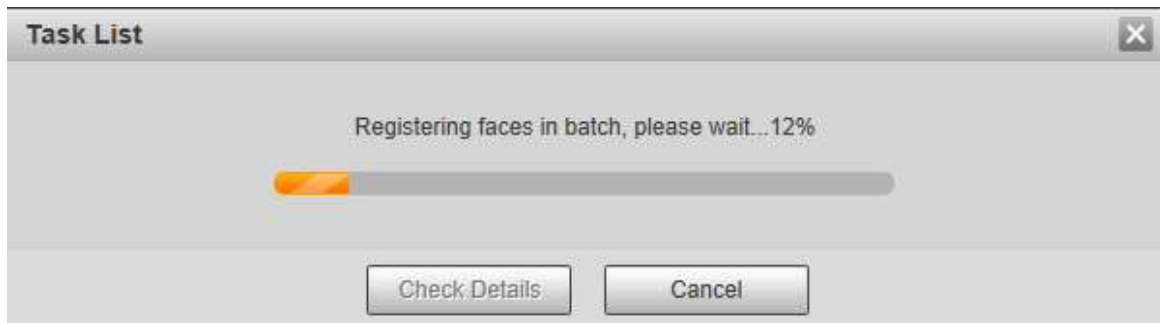 Task List
Registering faces in batch, please wait...12%
Check Details
Cancel